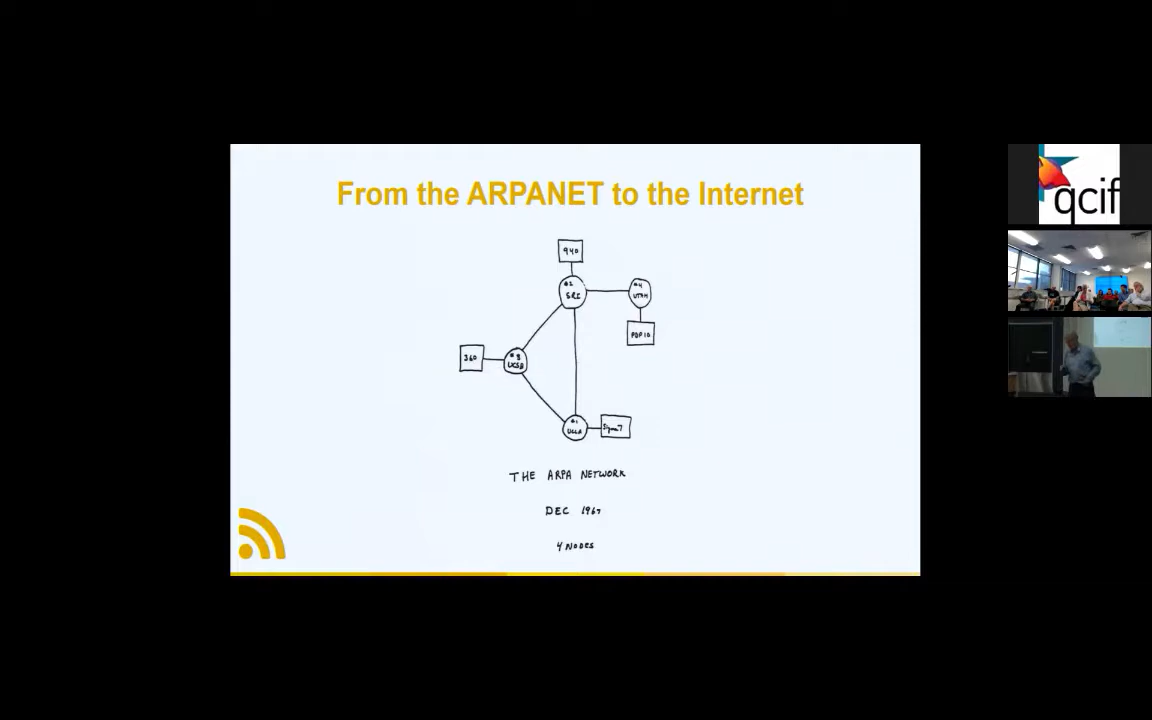 From the ARPANET to the Internet
940
#2
SRI
#4
UTAH
PDP10
360
#3
UCSB
#1
UCLA
Sigma7
THE ARPA NETWORK
DEC 1969
4 NODES
qcif